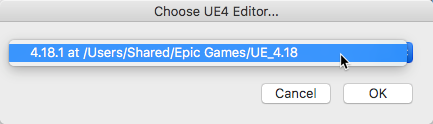 Choose UE4 Editor...
4.18.1 at /Users/Shared/Epic Games/UE_4.18
Cancel
OK